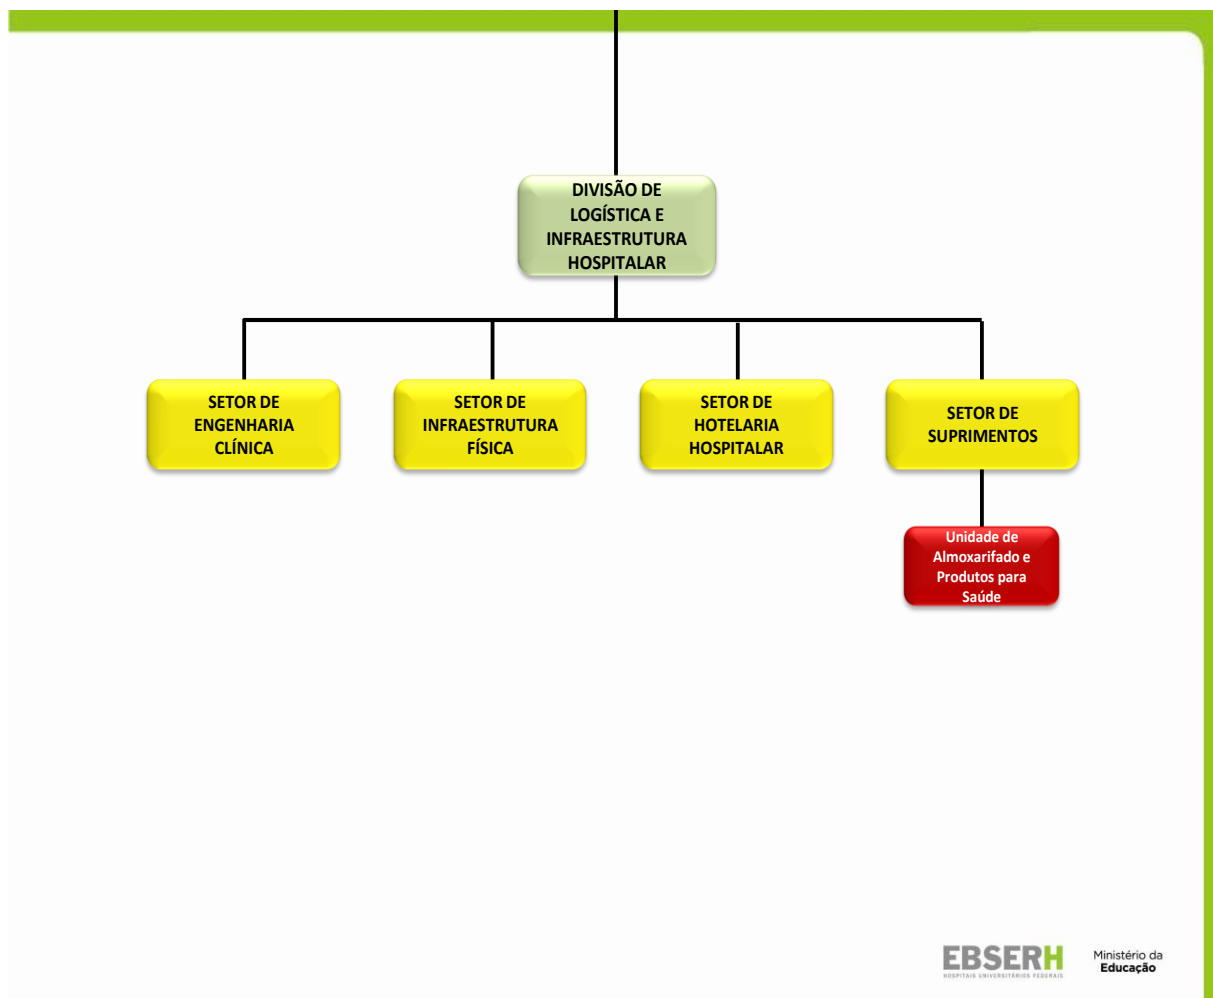 DIVISÃO DE
LOGÍSTICA E
INFRAESTRUTURA
HOSPITALAR
SETOR DE
ENGENHARIA
CLÍNICA
SETOR DE
INFRAESTRUTURA
FÍSICA
SETOR DE
HOTELARIA
HOSPITALAR
SETOR DE
SUPRIMENTOS
Unidade de
Almoxarifado e
Produtos para
Saúde
EBSERH
HOSPITAIS UNIVERSITÁRIOS FEDERAIS
Ministério da
Educação